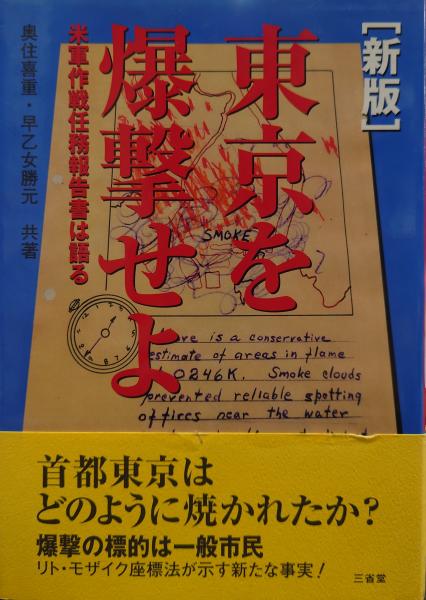 [新版]
東京を
爆撃せよ
米軍作戦任務報告書は語る
奥住喜重・早乙女勝元 共著
SMOKE
is a conservative
estimate of areas in flame
0246K. Smoke clouds
prevented reliable spotting
of fires near the water
首都東京は
どのように焼かれたか?
爆撃の標的は一般市民
リト・モザイク座標法が示す新たな事実!
三省堂